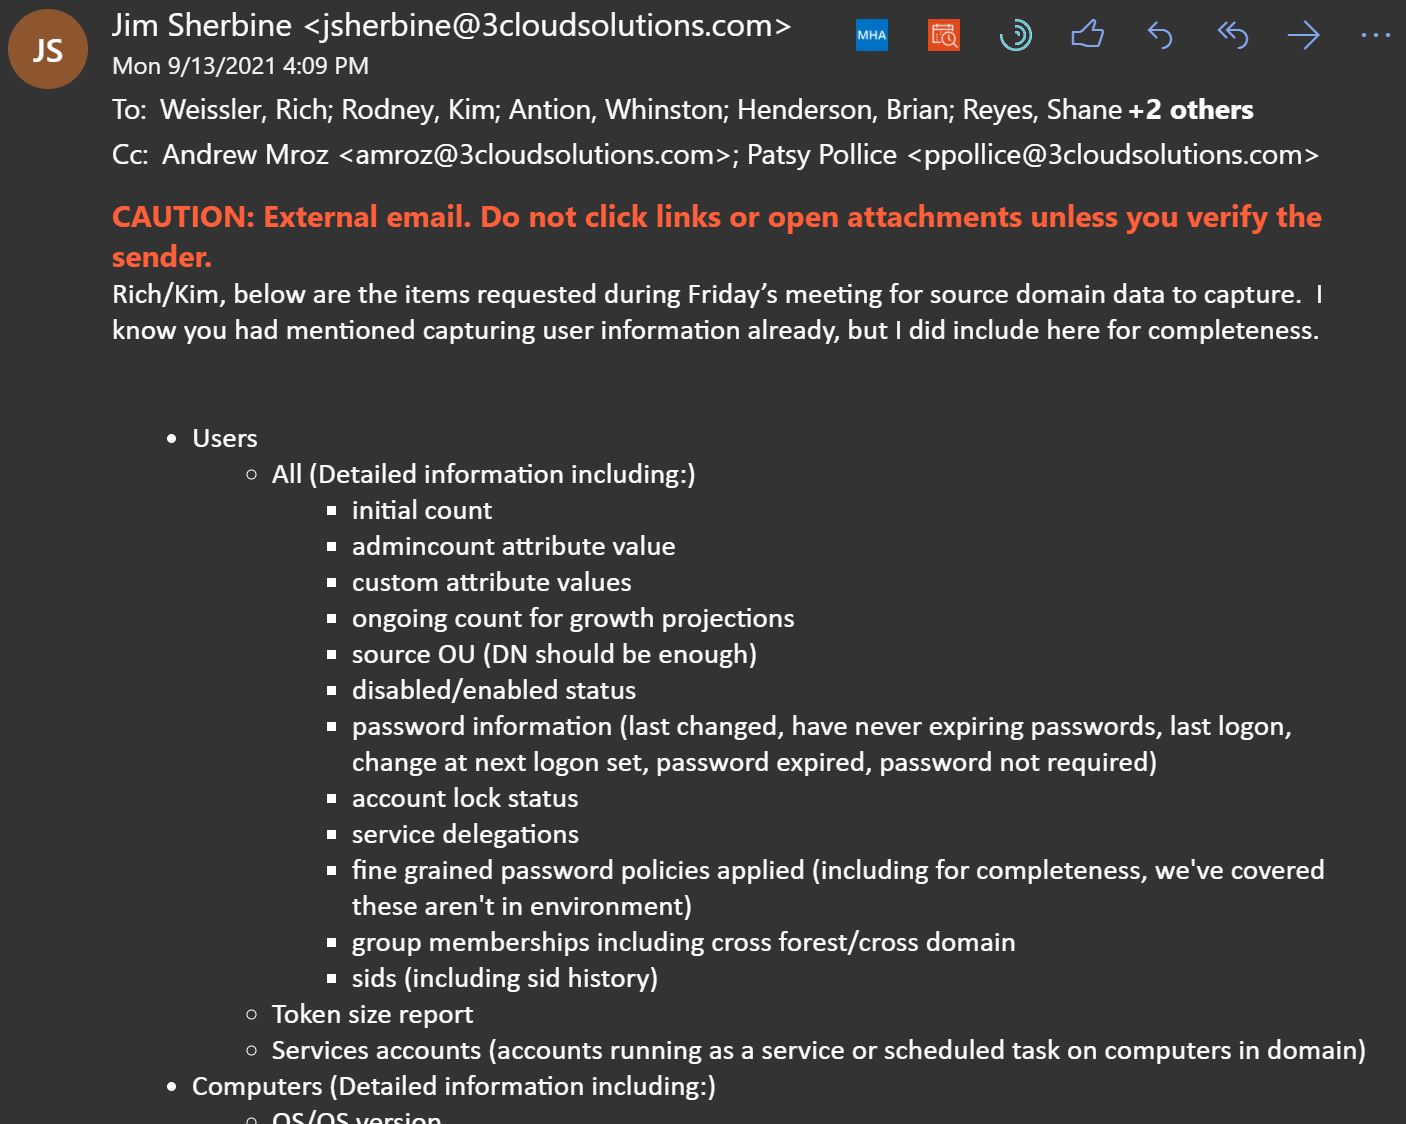 JS
Jim Sherbine <jsherbine@3cloudsolutions.com>
MHA
Mon 9/13/2021 4:09 PM
To: Weissler, Rich; Rodney, Kim; Antion, Whinston; Henderson, Brian; Reyes, Shane +2 others
Cc: Andrew Mroz <amroz@3cloudsolutions.com>; Patsy Pollice <ppollice@3cloudsolutions.com>
CAUTION: External email. Do not click links or open attachments unless you verify the
sender.
Rich/Kim, below are the items requested during Friday’s meeting for source domain data to capture.  I
know you had mentioned capturing user information already, but I did include here for completeness.
• Users
○ All (Detailed information including:)
▪ initial count
▪ admincount attribute value
▪ custom attribute values
▪ ongoing count for growth projections
▪ source OU (DN should be enough)
▪ disabled/enabled status
▪ password information (last changed, have never expiring passwords, last logon,
change at next logon set, password expired, password not required)
▪ account lock status
▪ service delegations
▪ fine grained password policies applied (including for completeness, we've covered
these aren't in environment)
▪ group memberships including cross forest/cross domain
▪ sids (including sid history)
○ Token size report
○ Services accounts (accounts running as a service or scheduled task on computers in domain)
• Computers (Detailed information including:)
○ OS/OS version